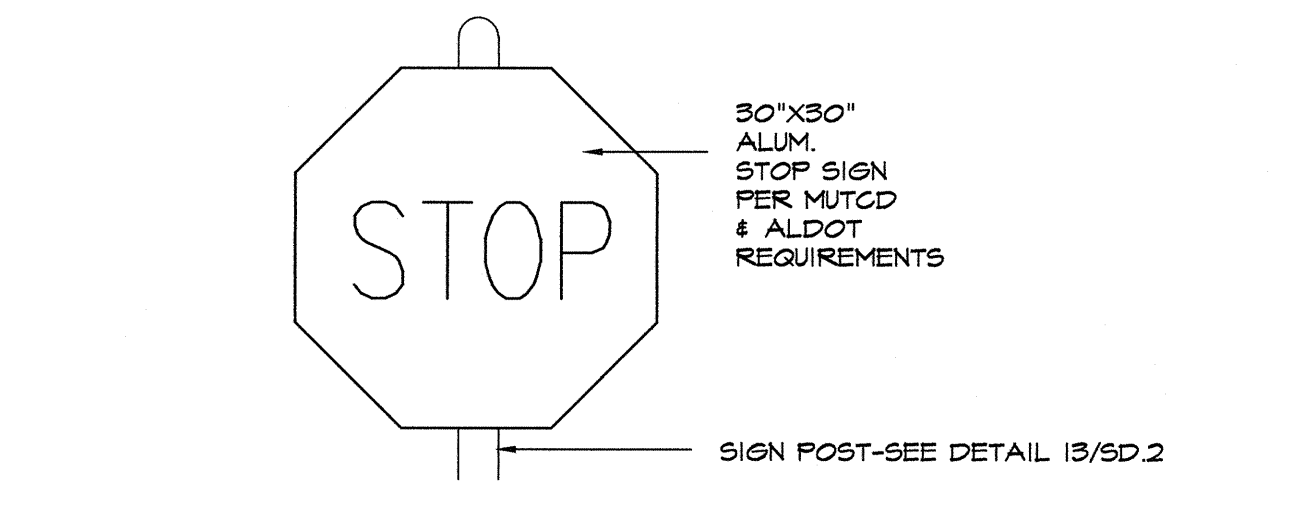 30"X30"
ALUM.
STOP SIGN
PER MUTCD
& ALDOT
REQUIREMENTS
STOP
SIGN POST-SEE DETAIL 13/SD.2